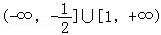 (-∞, -1/2]∪[1, +∞)